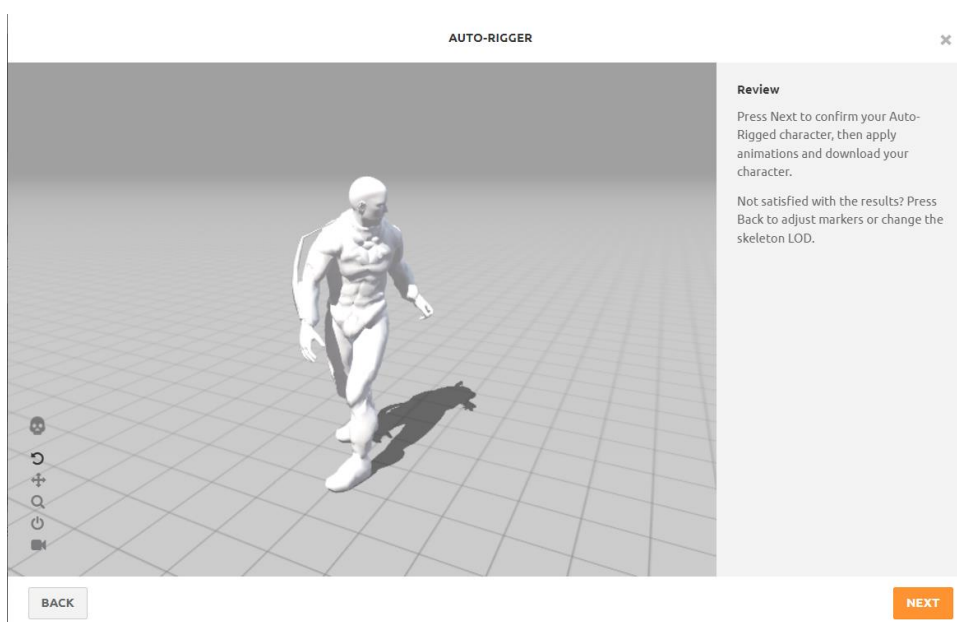 AUTO-RIGGER
Review
Press Next to confirm your Auto-
Rigged character, then apply
animations and download your
character.
Not satisfied with the results? Press
Back to adjust markers or change the
skeleton LOD.
BACK
NEXT